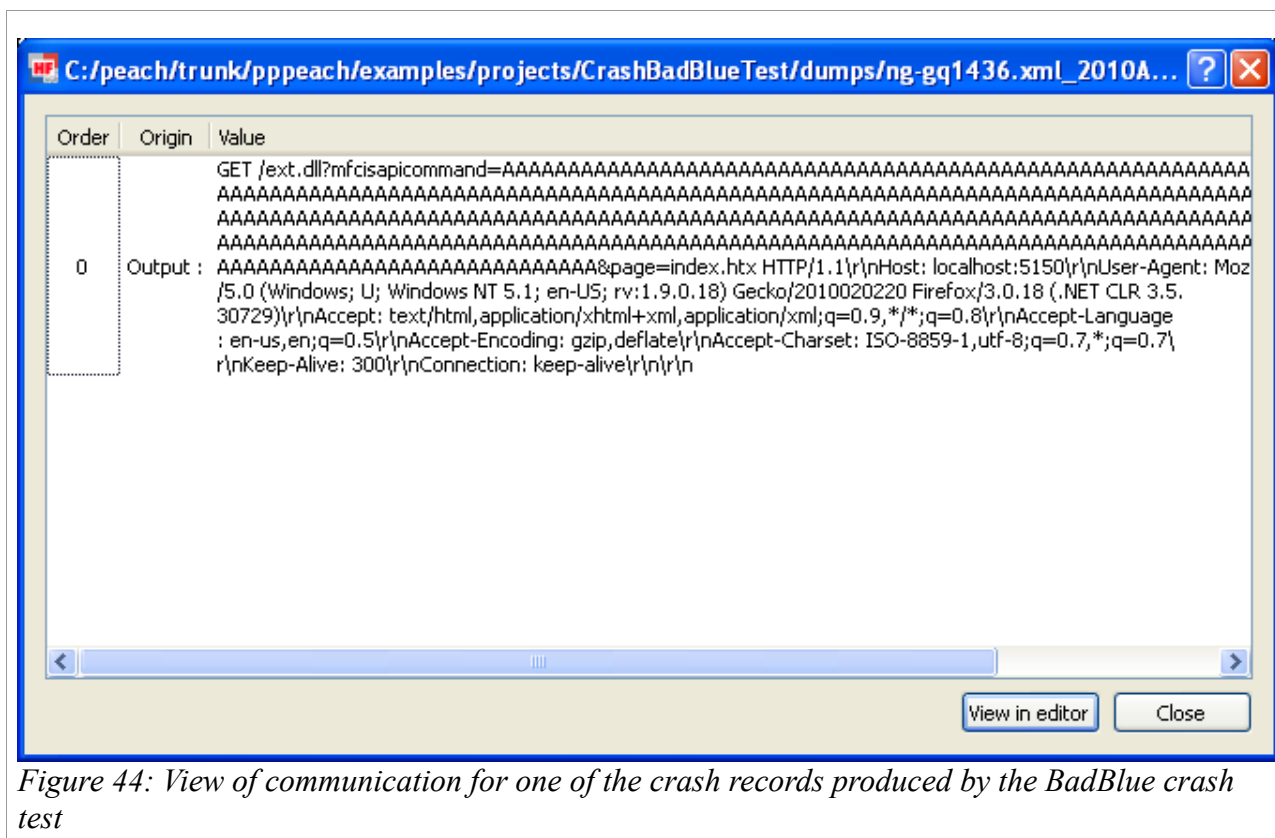 HF C:/peach/trunk/pppeach/examples/projects/CrashBadBlueTest/dumps/ng-gq1436.xml_2010A...
Order Origin Value
GET /ext.dll?mfcisapicommand=AAAAAAAAAAAAAAAAAAAAAAAAAAAAAAAAAAAAAAAAAAAAAAAAAAAAAAAAA
AAAAAAAAAAAAAAAAAAAAAAAAAAAAAAAAAAAAAAAAAAAAAAAAAAAAAAAAAAAAAAAAAAAAAAAAAAAAAAA
AAAAAAAAAAAAAAAAAAAAAAAAAAAAAAAAAAAAAAAAAAAAAAAAAAAAAAAAAAAAAAAAAAAAAAAAAAAAAAA
AAAAAAAAAAAAAAAAAAAAAAAAAAAAAAAAAAAAAAAAAAAAAAAAAAAAAAAAAAAAAAAAAAAAAAAAAAAAAAA
0 Output : AAAAAAAAAAAAAAAAAAAAAAAAAAAAA&page=index.htx HTTP/1.1\r\nHost: localhost:5150\r\nUser-Agent: Moz
/5.0 (Windows; U; Windows NT 5.1; en-US; rv:1.9.0.18) Gecko/2010020220 Firefox/3.0.18 (.NET CLR 3.5.
30729)\r\nAccept: text/html,application/xhtml+xml,application/xml;q=0.9,*/*;q=0.8\r\nAccept-Language
: en-us,en;q=0.5\r\nAccept-Encoding: gzip,deflate\r\nAccept-Charset: ISO-8859-1,utf-8;q=0.7,*;q=0.7\
r\nKeep-Alive: 300\r\nConnection: keep-alive\r\n\r\n
View in editor Close
Figure 44: View of communication for one of the crash records produced by the BadBlue crash
test